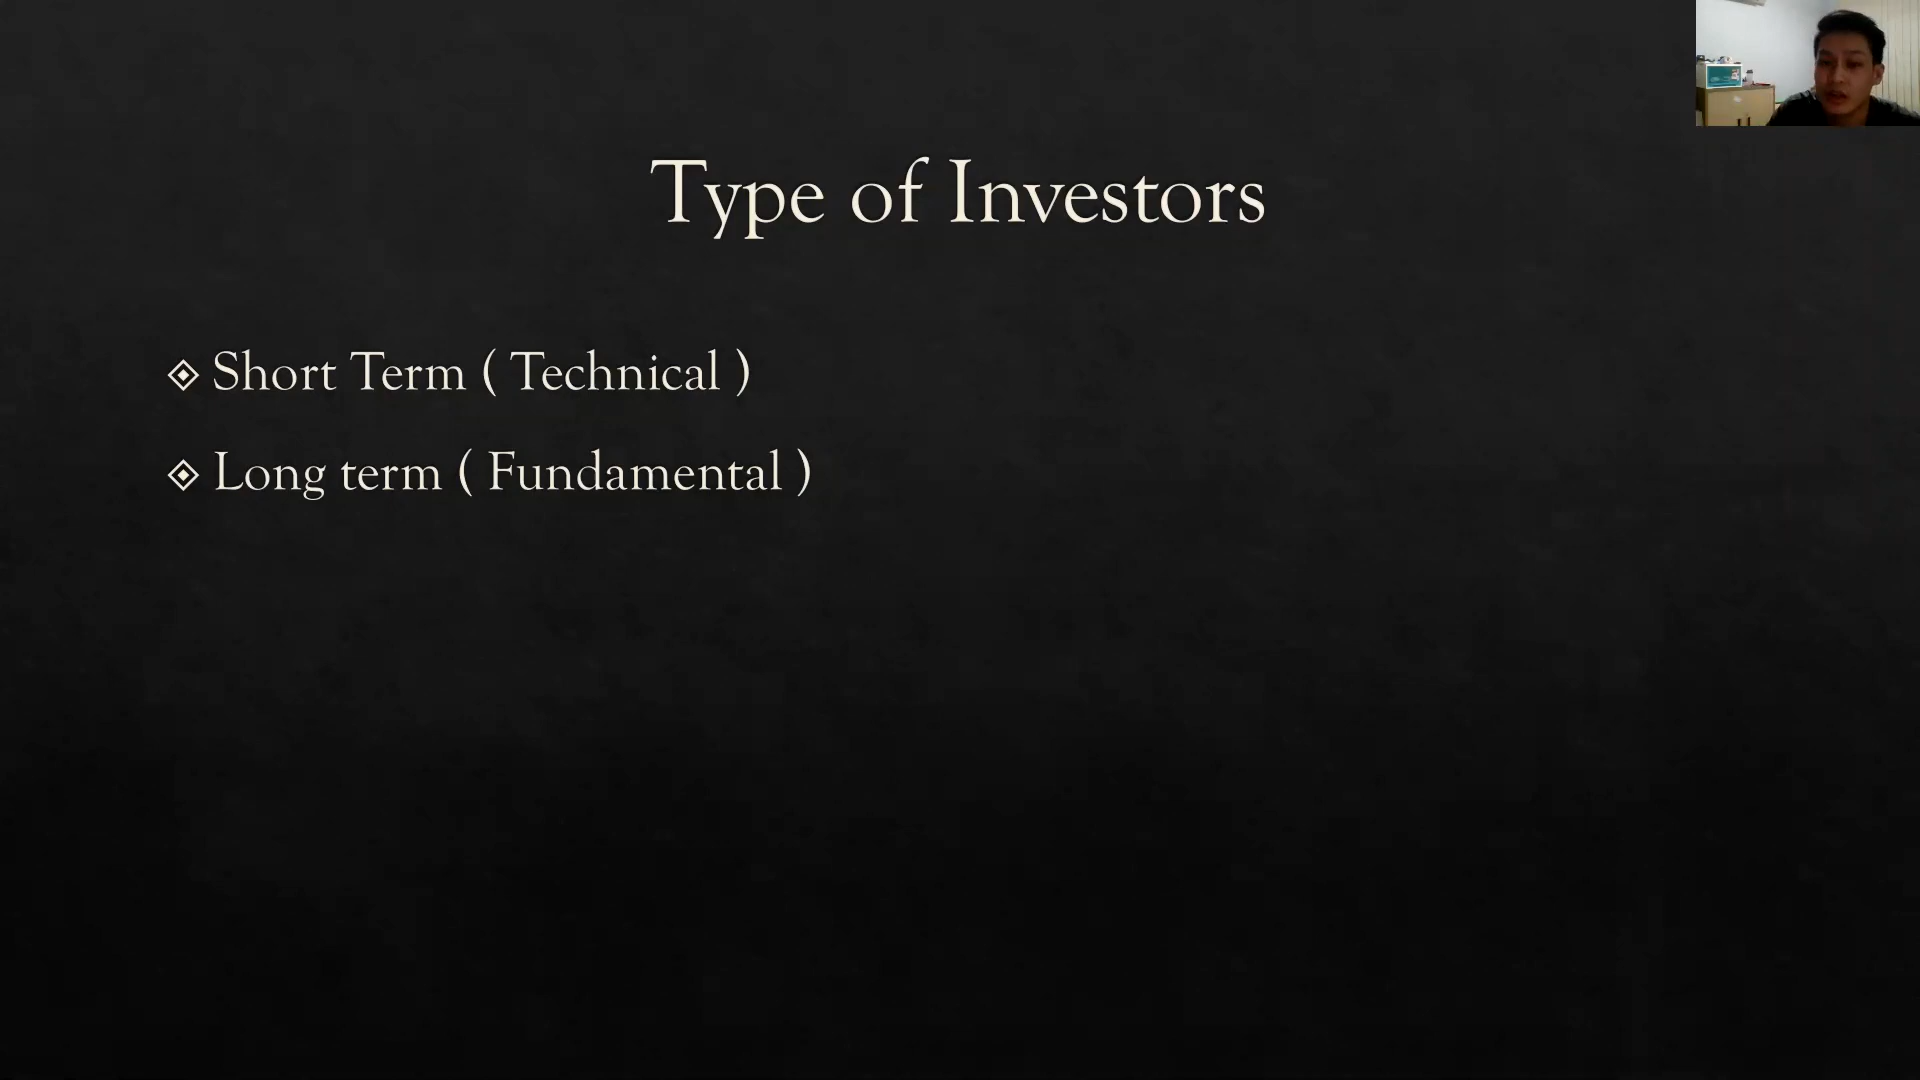 Type of Investors
Short Term ( Technical )
Long term ( Fundamental )